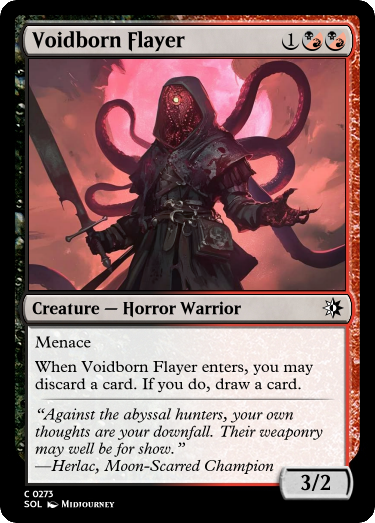 Voidborn Flayer 1
Creature — Horror Warrior
Menace
When Voidborn Flayer enters, you may
discard a card. If you do, draw a card.
“Against the abyssal hunters, your own
thoughts are your downfall. Their weaponry
may well be for show.”
—Herlac, Moon-Scarred Champion
3/2
C 0273
SOL Midjourney